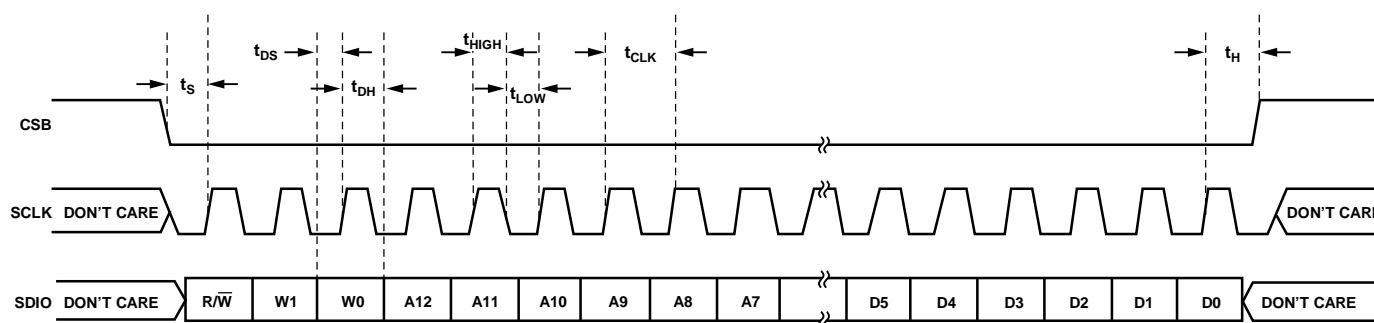 tDS
tHIGH
tCLK
tH
tS
tDH
tLOW
CSB
SCLK DON'T CARE DON'T CARE
SDIO DON'T CARE R/W̅ W1 W0 A12 A11 A10 A9 A8 A7 D5 D4 D3 D2 D1 D0 DON'T CARE